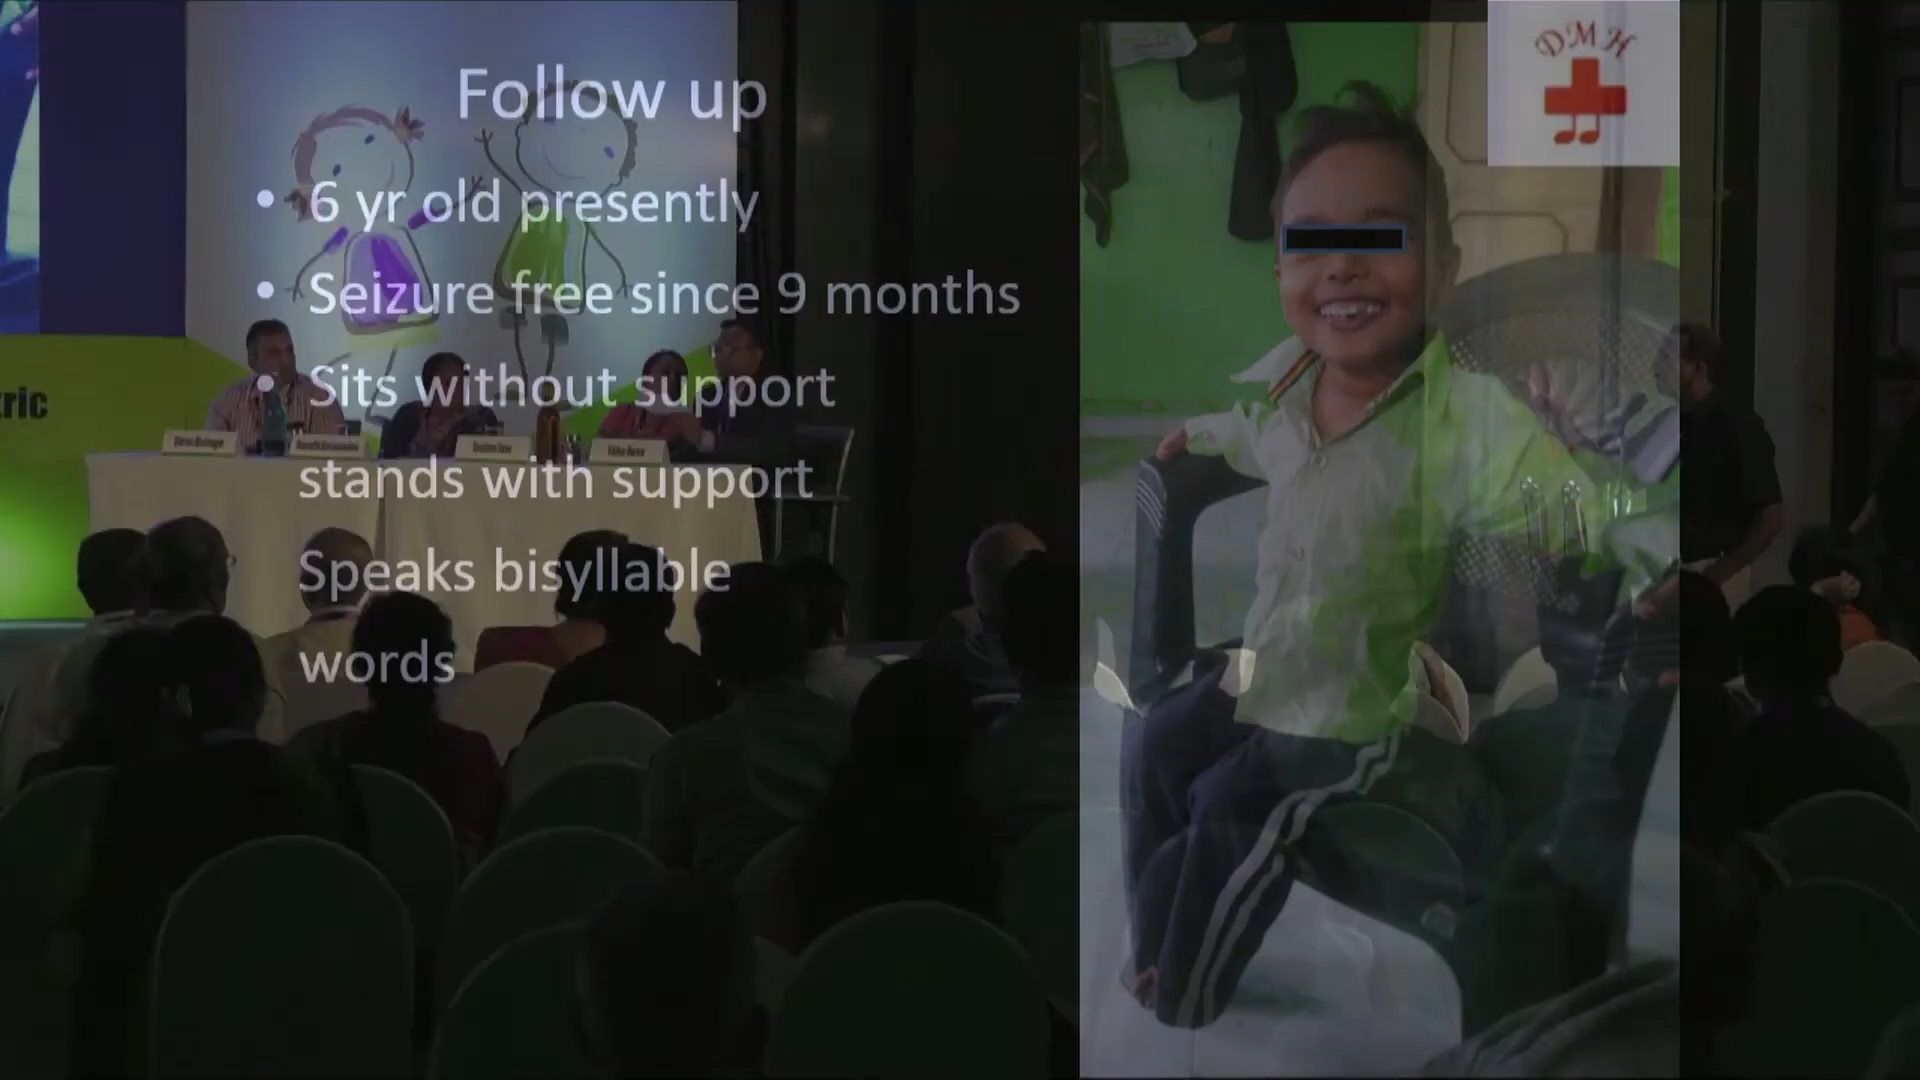 DMH
Follow up
• 6 yr old presently
• Seizure free since 9 months
• Sits without support
stands with support
Speaks bisyllable
words
tric